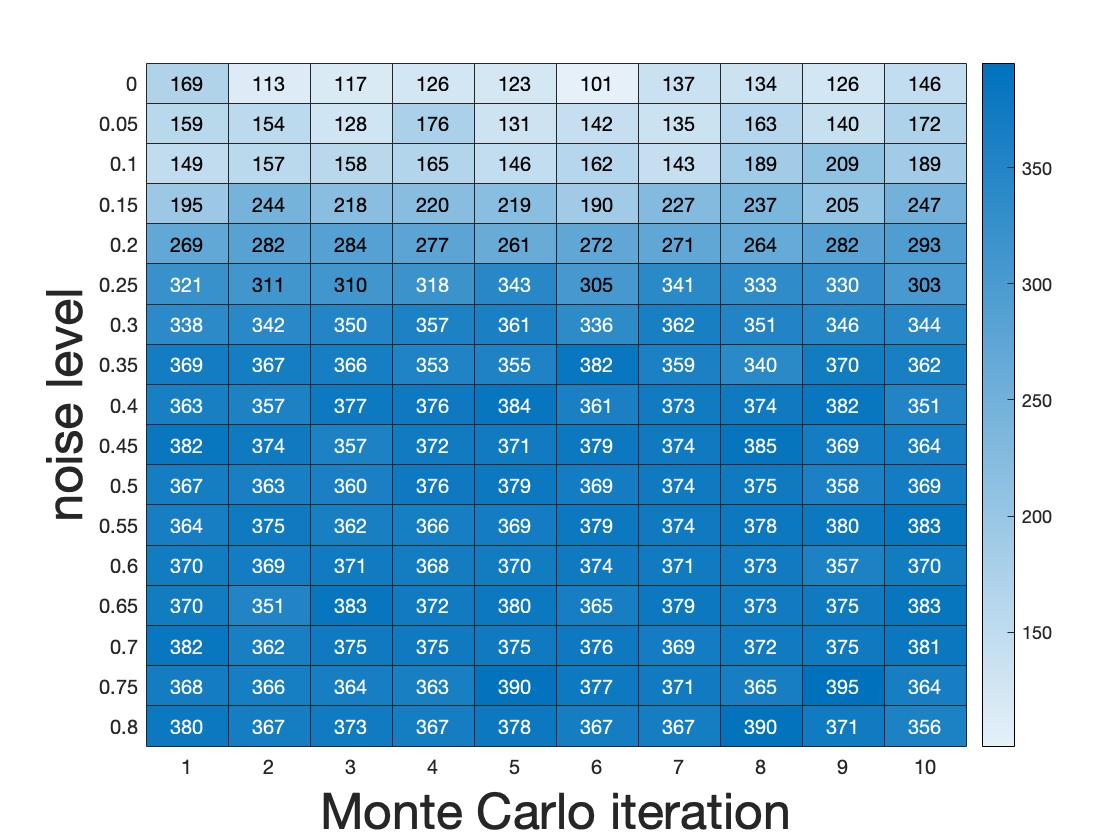 0 169 113 117 126 123 101 137 134 126 146
0.05 159 154 128 176 131 142 135 163 140 172
0.1 149 157 158 165 146 162 143 189 209 189
0.15 195 244 218 220 219 190 227 237 205 247
0.2 269 282 284 277 261 272 271 264 282 293
0.25 321 311 310 318 343 305 341 333 330 303
0.3 338 342 350 357 361 336 362 351 346 344
0.35 369 367 366 353 355 382 359 340 370 362
0.4 363 357 377 376 384 361 373 374 382 351
0.45 382 374 357 372 371 379 374 385 369 364
0.5 367 363 360 376 379 369 374 375 358 369
0.55 364 375 362 366 369 379 374 378 380 383
0.6 370 369 371 368 370 374 371 373 357 370
0.65 370 351 383 372 380 365 379 373 375 383
0.7 382 362 375 375 375 376 369 372 375 381
0.75 368 366 364 363 390 377 371 365 395 364
0.8 380 367 373 367 378 367 367 390 371 356
1 2 3 4 5 6 7 8 9 10
Monte Carlo iteration
noise level
350
300
250
200
150